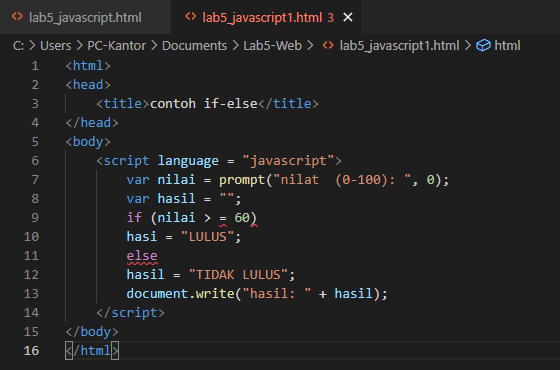 lab5_javascript.html lab5_javascript1.html 3
C: > Users > PC-Kantor > Documents > Lab5-Web > lab5_javascript1.html > html
1 <html>
2 <head>
3 <title>contoh if-else</title>
4 </head>
5 <body>
6 <script language = "javascript">
7 var nilai = prompt("nilat  (0-100): ", 0);
8 var hasil = "";
9 if (nilai > = 60)
10 hasi = "LULUS";
11 else
12 hasil = "TIDAK LULUS";
13 document.write("hasil: " + hasil);
14 </script>
15 </body>
16 </html>